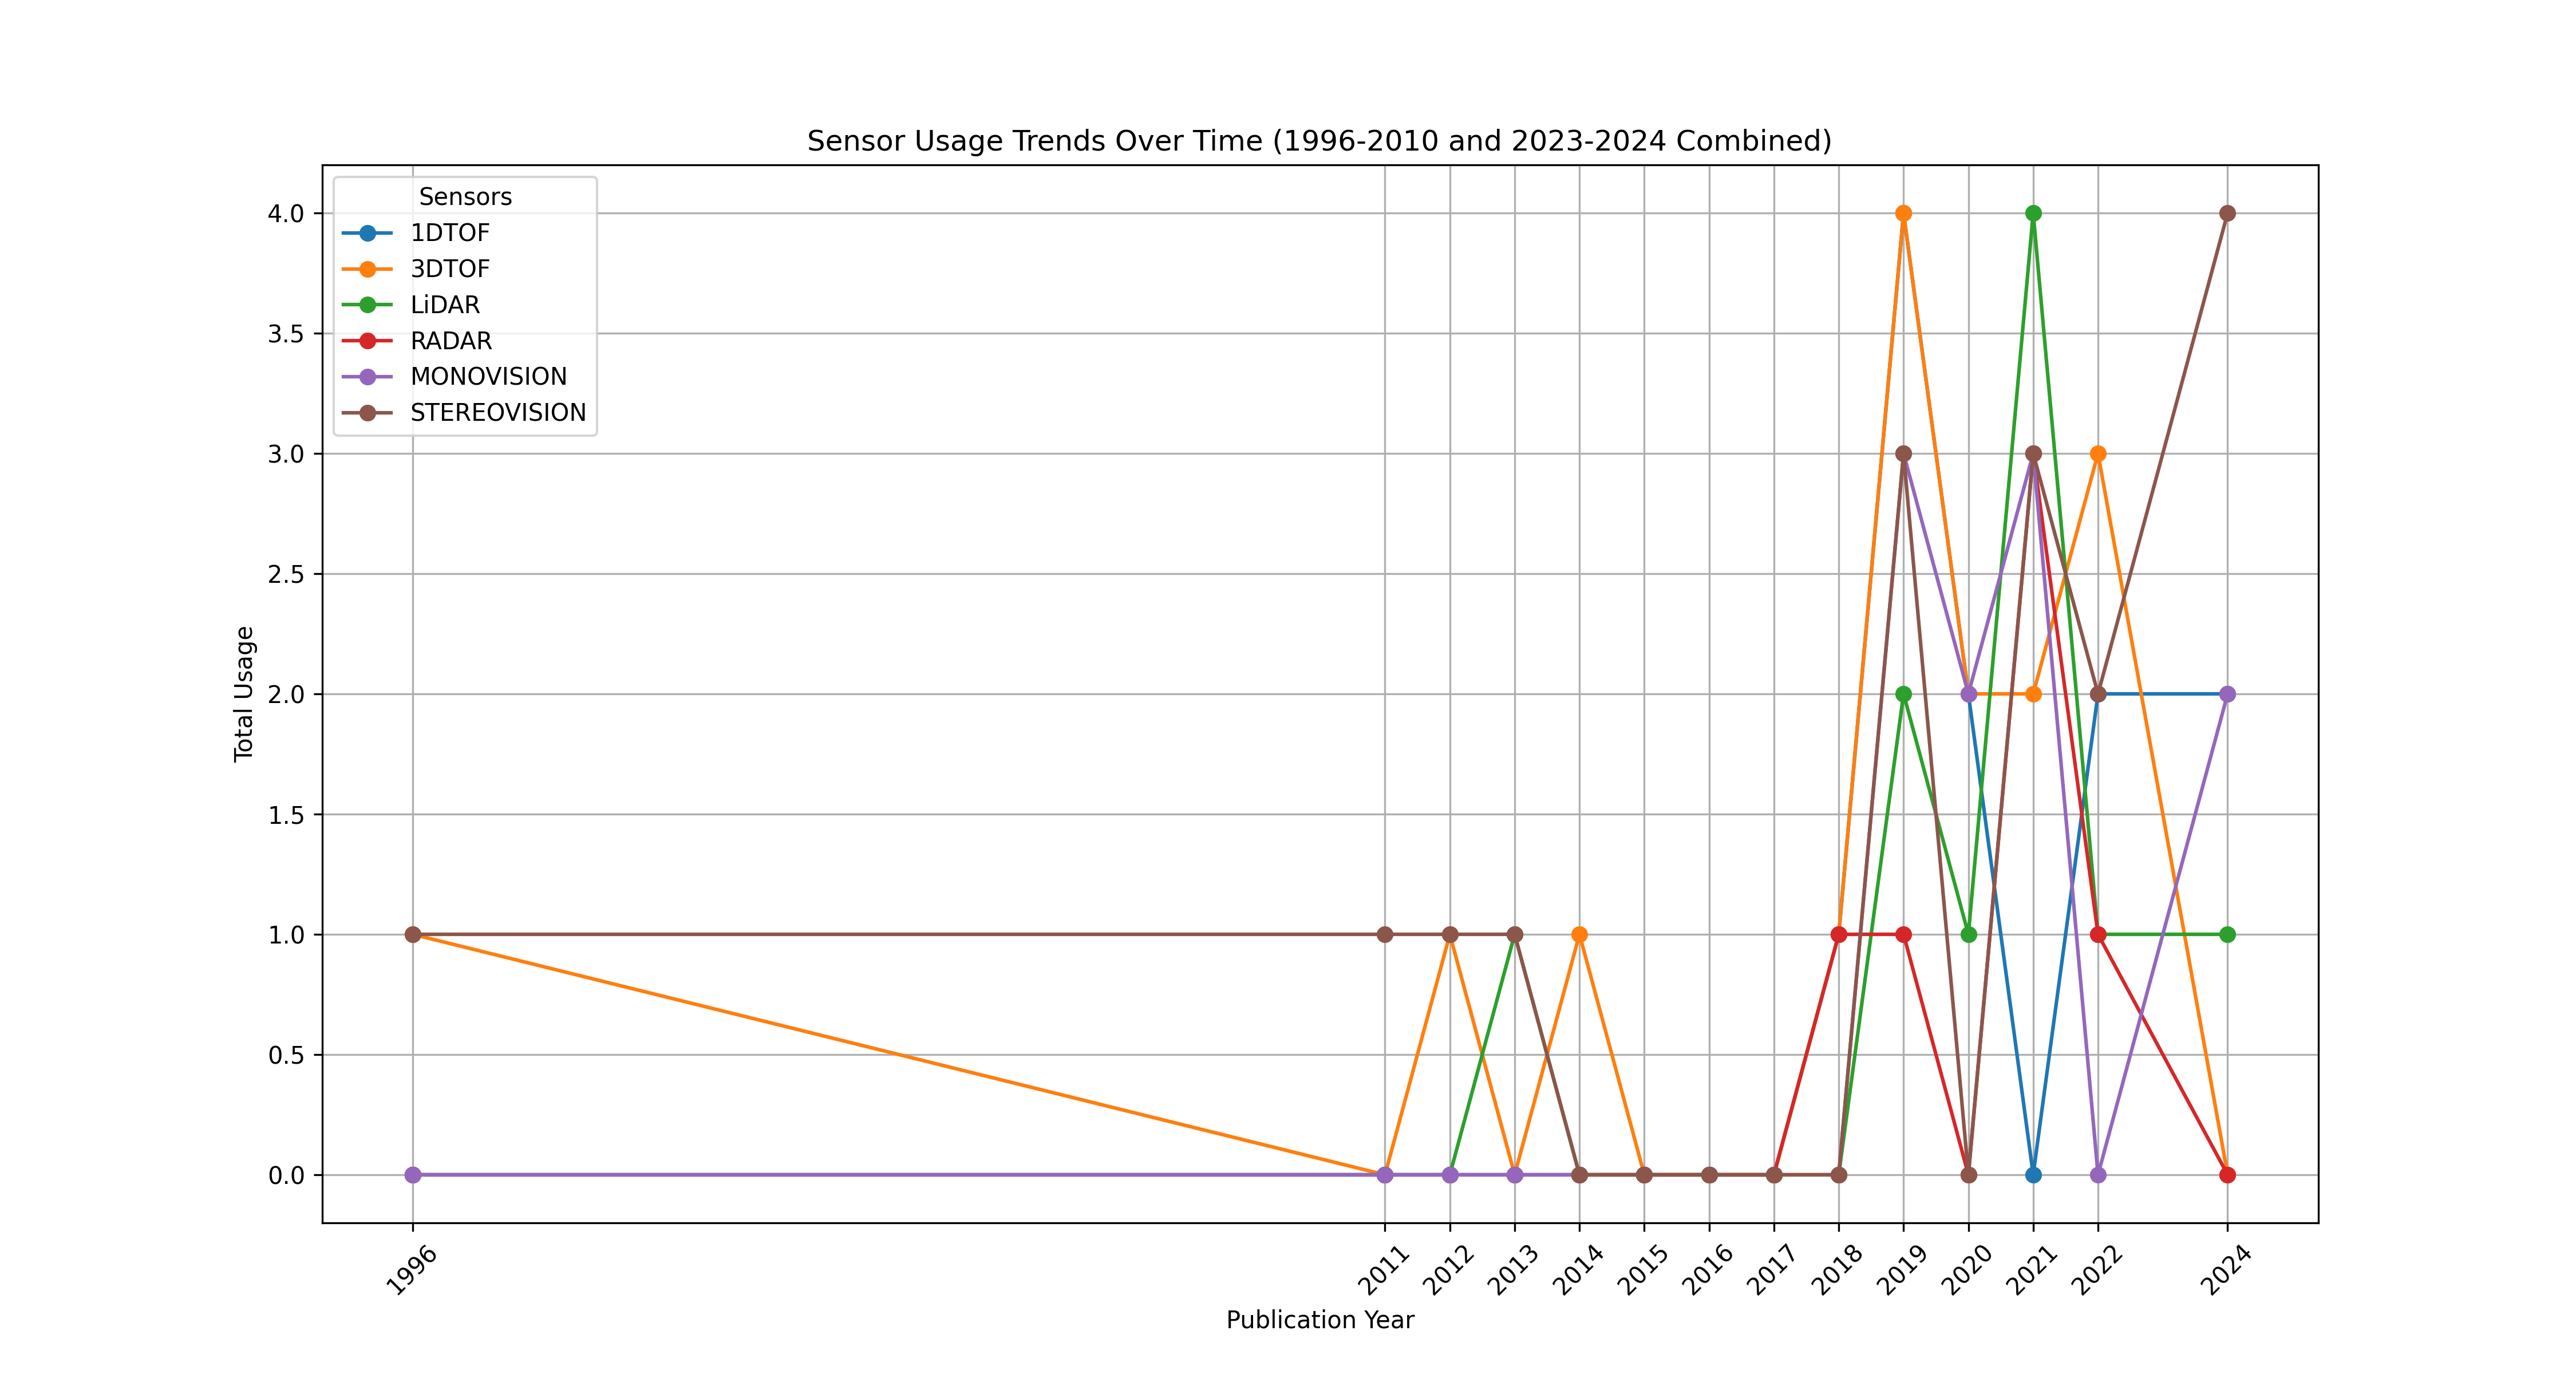 Sensor Usage Trends Over Time (1996-2010 and 2023-2024 Combined)
Sensors
1DTOF
3DTOF
LiDAR
RADAR
MONOVISION
STEREOVISION
4.0
3.5
3.0
2.5
2.0
1.5
1.0
0.5
0.0
Total Usage
1996 2011 2012 2013 2014 2015 2016 2017 2018 2019 2020 2021 2022 2024
Publication Year